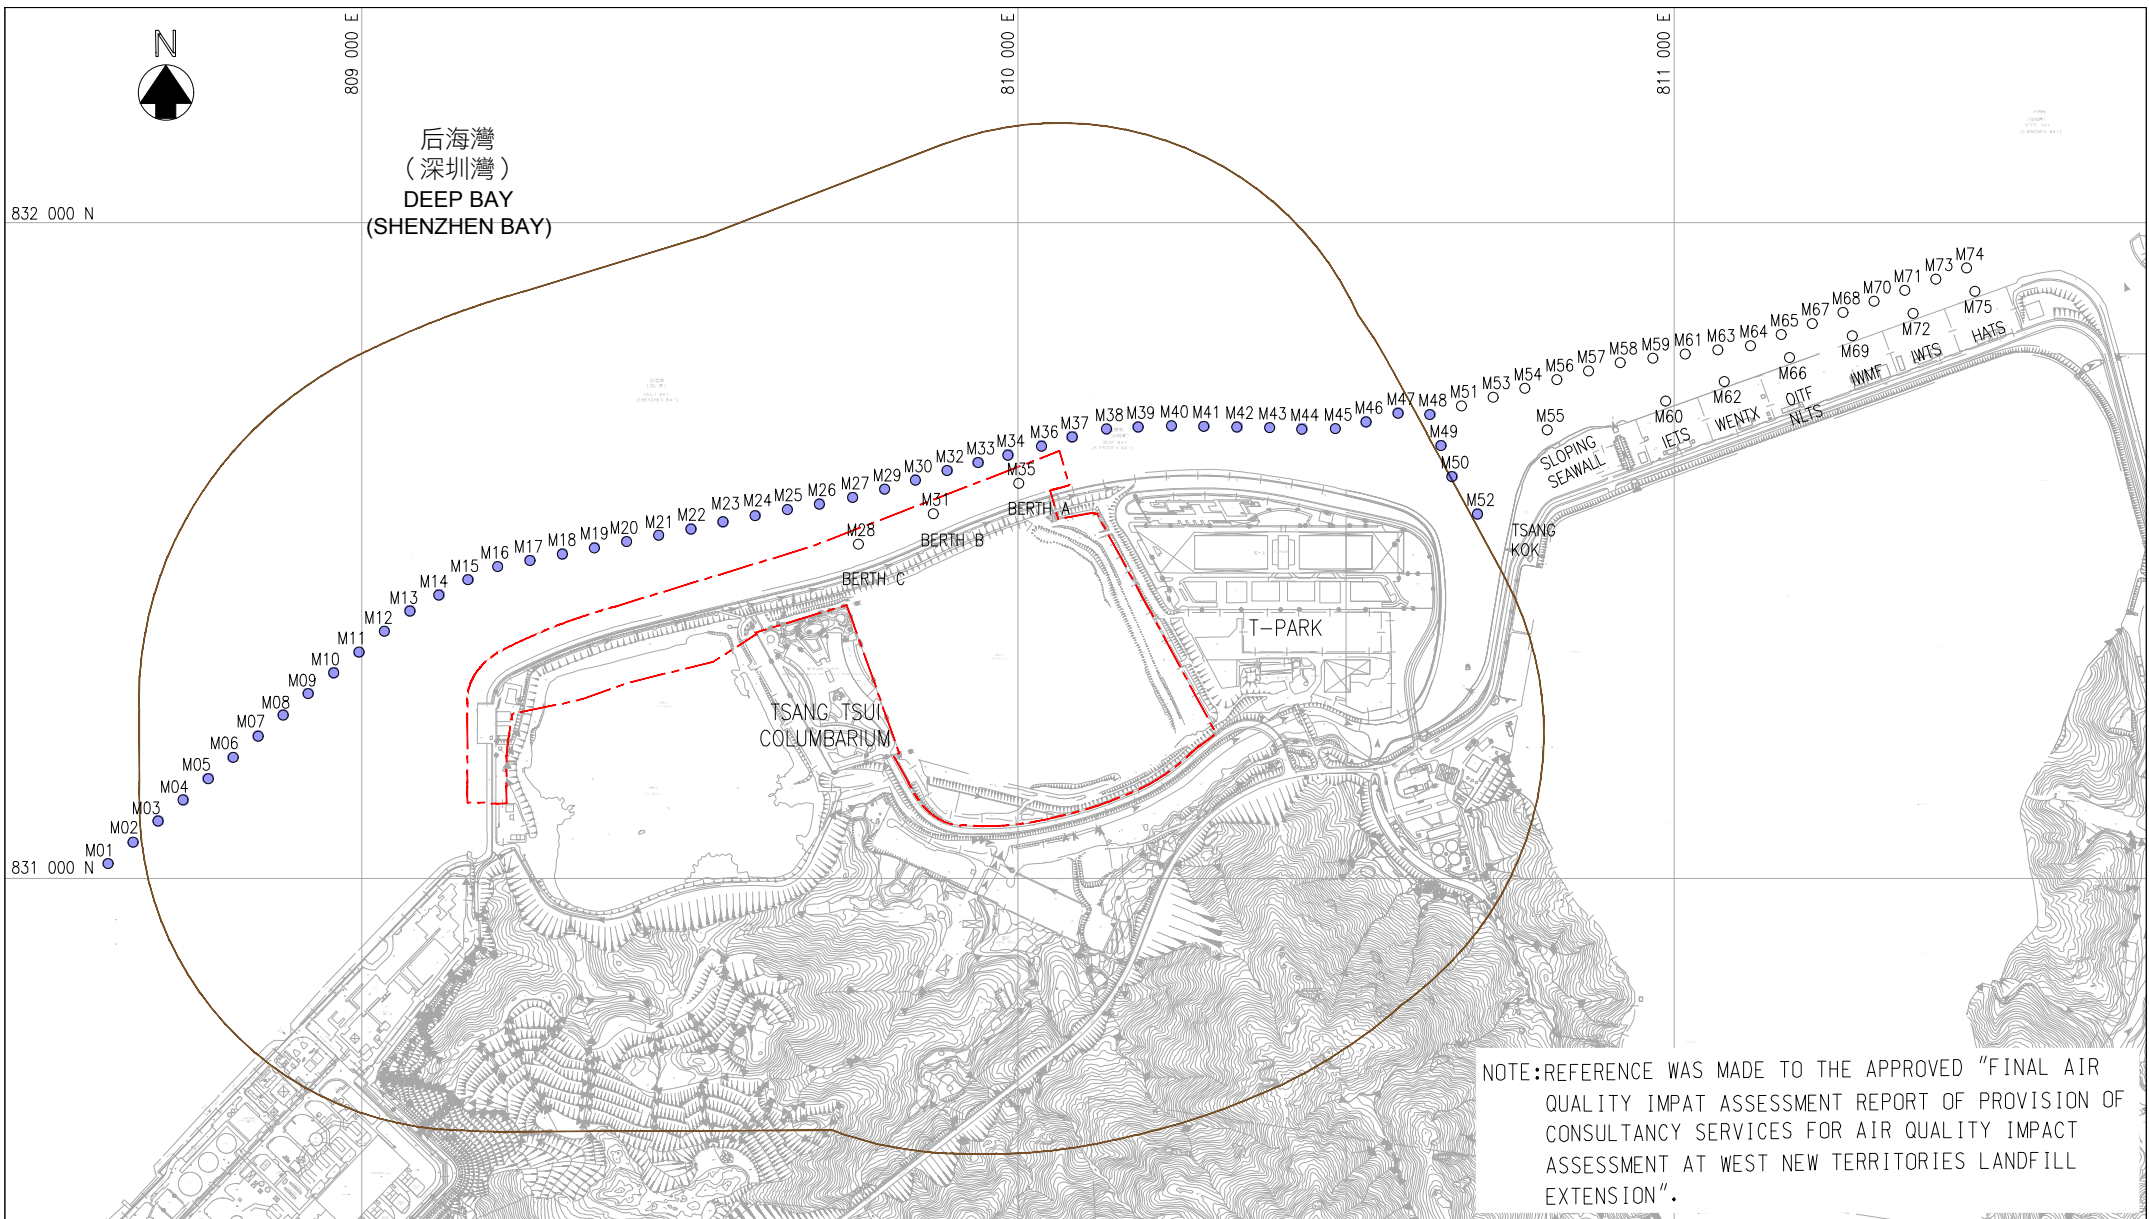 N
809 000 E
810 000 E
811 000 E
后海灣
(深圳灣)
DEEP BAY
(SHENZHEN BAY)
832 000 N
831 000 N
M01
M02
M03
M04
M05
M06
M07
M08
M09
M10
M11
M12
M13
M14
M15
M16
M17
M18
M19
M20
M21
M22
M23
M24
M25
M26
M27
M28
M29
M30
M31
M32
M33
M34
M35
M36
M37
M38
M39
M40
M41
M42
M43
M44
M45
M46
M47
M48
M49
M50
M51
M52
M53
M54
M55
M56
M57
M58
M59
M60
M61
M62
M63
M64
M65
M66
M67
M68
M69
M70
M71
M72
M73
M74
M75
BERTH A
BERTH B
BERTH C
T-PARK
TSANG TSUI
COLUMBARIUM
TSANG
KOK
SLOPING
SEAWALL
IETS
WENTX
OITF
NLTS
IWMF
IWTS
HATS
NOTE:REFERENCE WAS MADE TO THE APPROVED "FINAL AIR
QUALITY IMPAT ASSESSMENT REPORT OF PROVISION OF
CONSULTANCY SERVICES FOR AIR QUALITY IMPACT
ASSESSMENT AT WEST NEW TERRITORIES LANDFILL
EXTENSION".